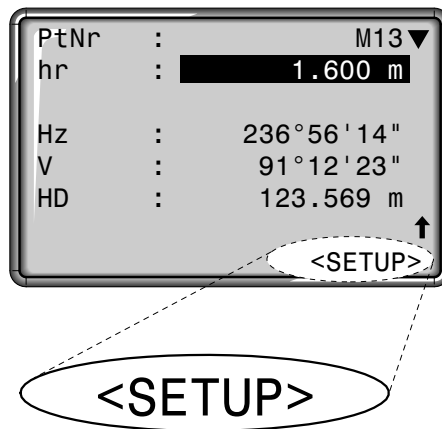 PtNr : M13▼
hr : 1.600 m
Hz : 236°56'14"
V : 91°12'23"
HD : 123.569 m
<SETUP>
<SETUP>